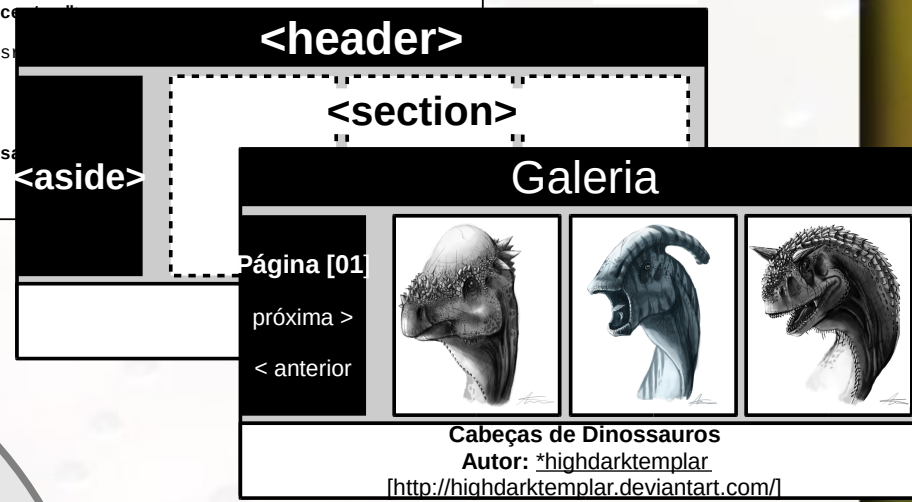 <header>
<section>
<aside>
Galeria
Página [01]
próxima >
< anterior
Cabeças de Dinossauros
Autor: *highdarktemplar
[http://highdarktemplar.deviantart.com/]